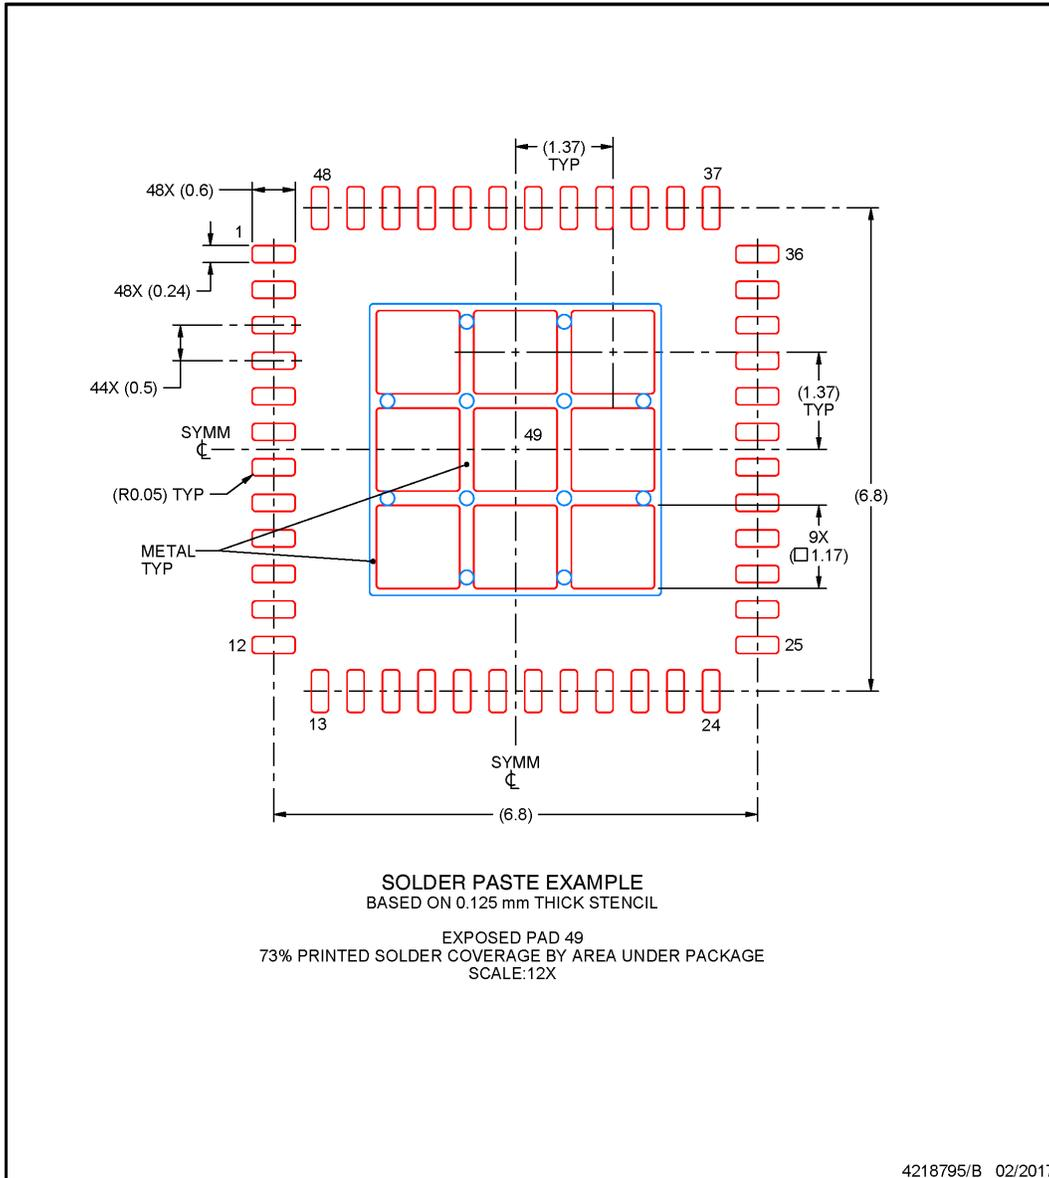 (1.37)
TYP
48
37
48X (0.6)
1
36
48X (0.24)
44X (0.5)
(1.37)
TYP
SYMM
℄
49
(R0.05) TYP
(6.8)
METAL
TYP
9X
(□1.17)
12
25
13
24
SYMM
℄
(6.8)
SOLDER PASTE EXAMPLE
BASED ON 0.125 mm THICK STENCIL
EXPOSED PAD 49
73% PRINTED SOLDER COVERAGE BY AREA UNDER PACKAGE
SCALE:12X
4218795/B 02/2017